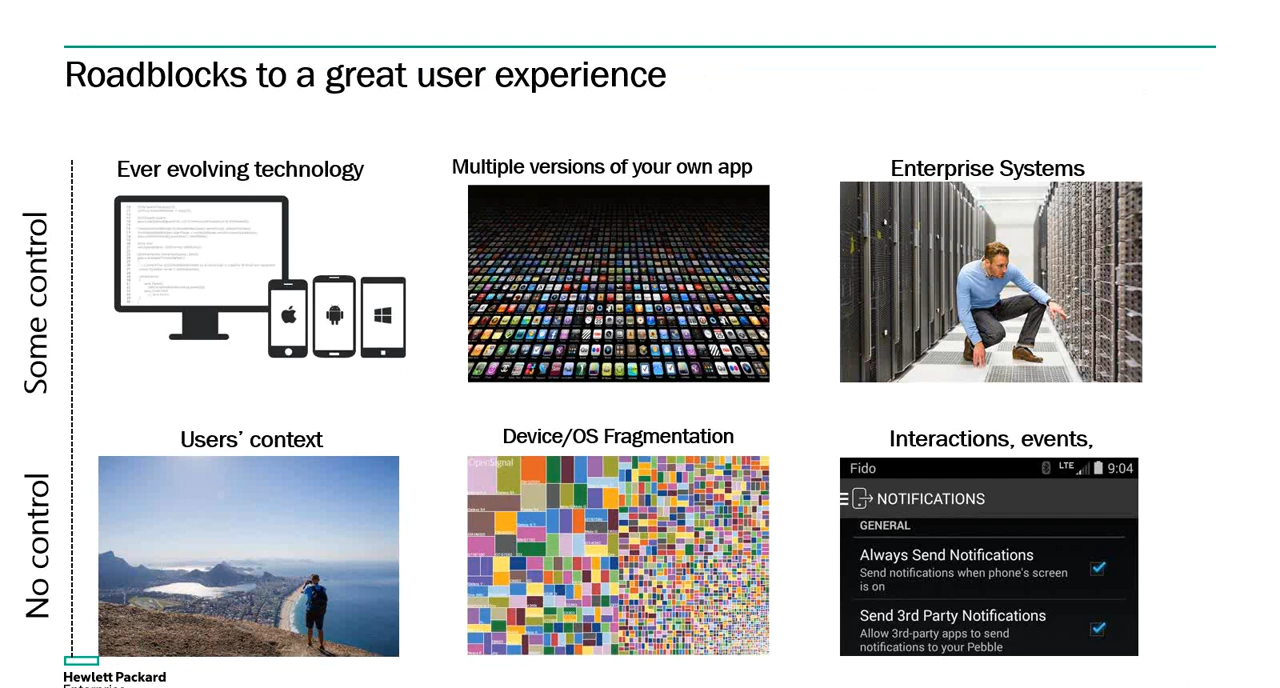 Roadblocks to a great user experience
Some control
Ever evolving technology
Multiple versions of your own app
Enterprise Systems
No control
Users' context
Device/OS Fragmentation
OpenSignal
Interactions, events,
Fido LTE 9:04
NOTIFICATIONS
GENERAL
Always Send Notifications
Send notifications when phone's screen
is on
Send 3rd Party Notifications
Allow 3rd-party apps to send
notifications to your Pebble
Hewlett Packard
Enterprise